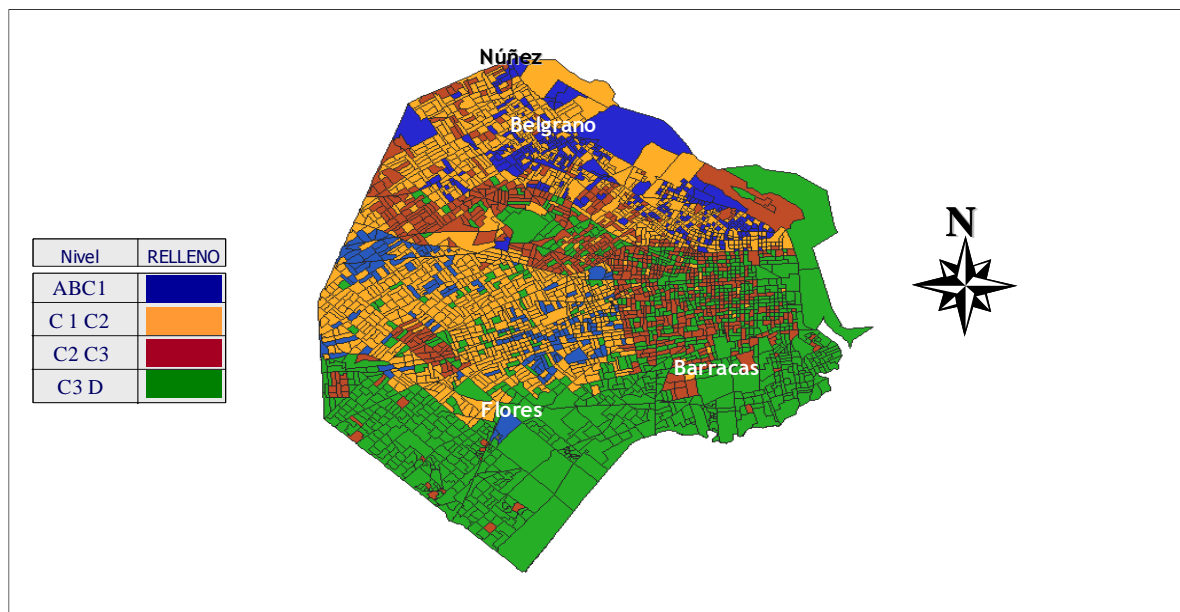 Núñez
Belgrano
N
Nivel RELLENO
ABC1
C 1 C2
C2 C3
C3 D
Barracas
Flores